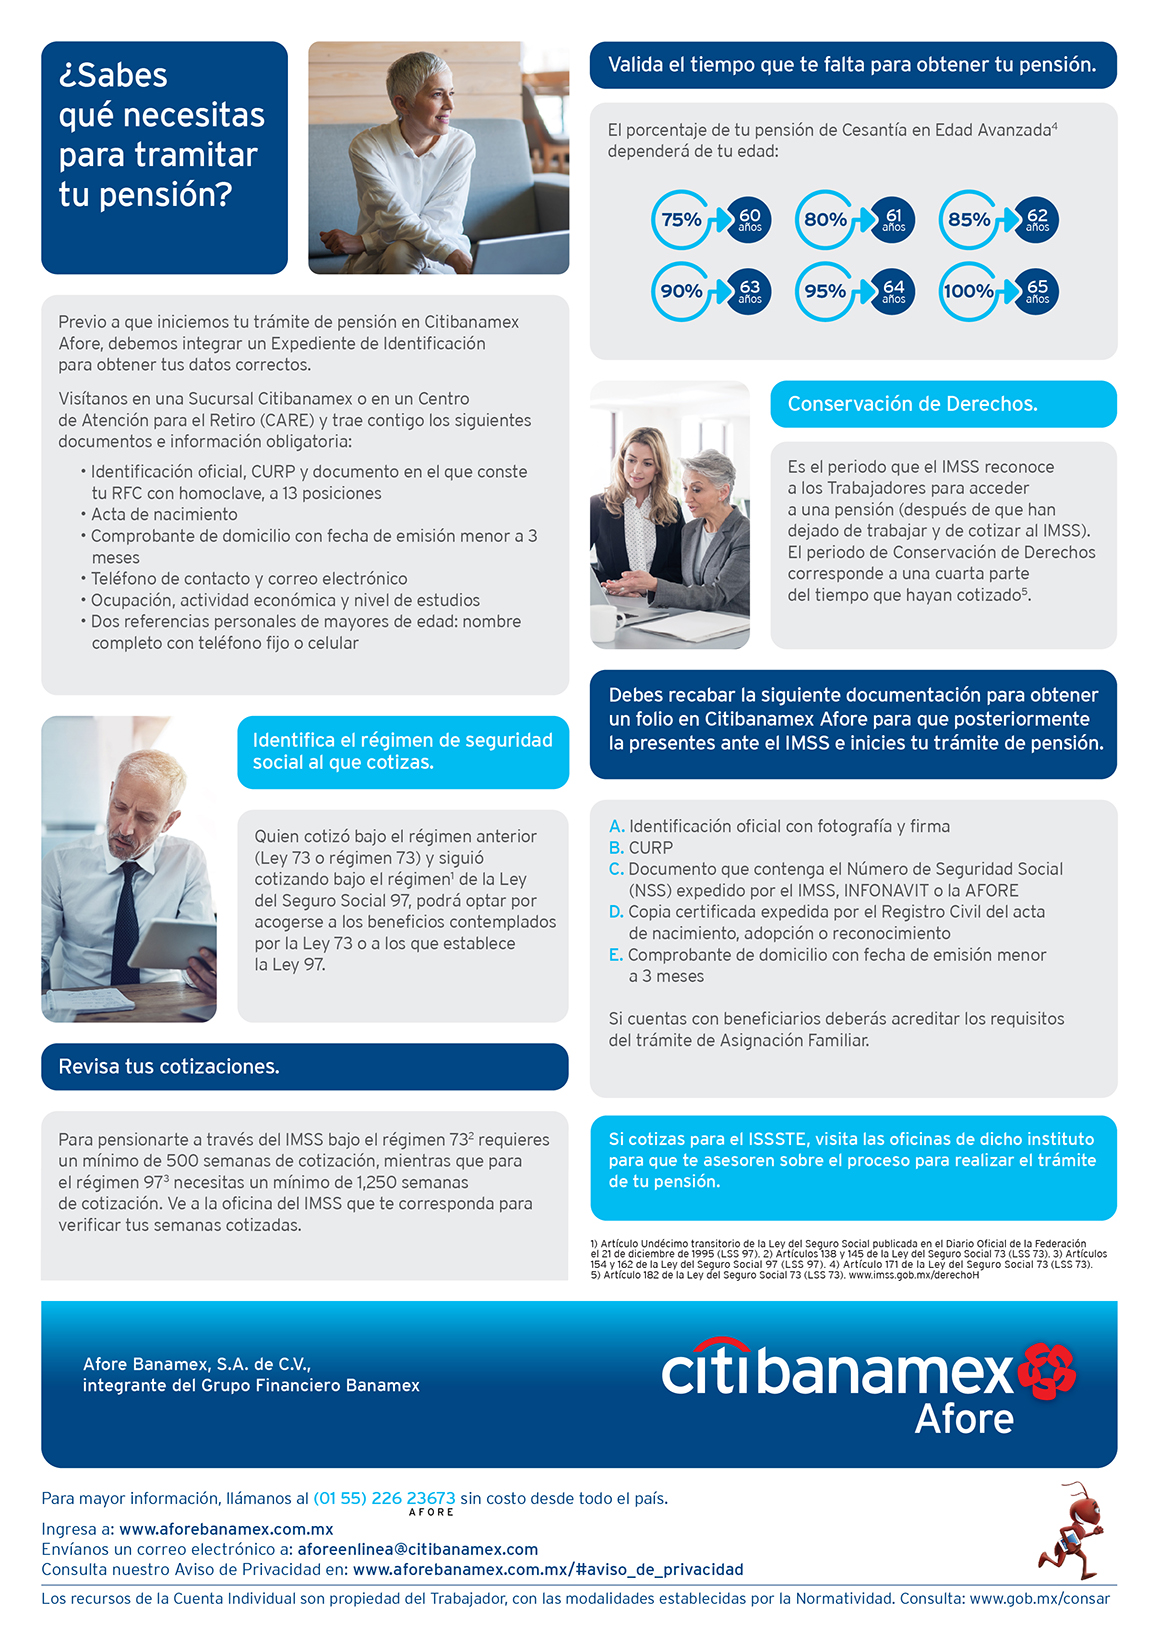 ¿Sabes
qué necesitas
para tramitar
tu pensión?
Previo a que iniciemos tu trámite de pensión en Citibanamex
Afore, debemos integrar un Expediente de Identificación
para obtener tus datos correctos.
Visítanos en una Sucursal Citibanamex o en un Centro
de Atención para el Retiro (CARE) y trae contigo los siguientes
documentos e información obligatoria:
• Identificación oficial, CURP y documento en el que conste
tu RFC con homoclave, a 13 posiciones
• Acta de nacimiento
• Comprobante de domicilio con fecha de emisión menor a 3
meses
• Teléfono de contacto y correo electrónico
• Ocupación, actividad económica y nivel de estudios
• Dos referencias personales de mayores de edad: nombre
completo con teléfono fijo o celular
Identifica el régimen de seguridad
social al que cotizas.
Quien cotizó bajo el régimen anterior
(Ley 73 o régimen 73) y siguió
cotizando bajo el régimen¹ de la Ley
del Seguro Social 97, podrá optar por
acogerse a los beneficios contemplados
por la Ley 73 o a los que establece
la Ley 97.
Revisa tus cotizaciones.
Para pensionarte a través del IMSS bajo el régimen 73² requieres
un mínimo de 500 semanas de cotización, mientras que para
el régimen 97³ necesitas un mínimo de 1,250 semanas
de cotización. Ve a la oficina del IMSS que te corresponda para
verificar tus semanas cotizadas.
Valida el tiempo que te falta para obtener tu pensión.
El porcentaje de tu pensión de Cesantía en Edad Avanzada⁴
dependerá de tu edad:
75% 60 años 80% 61 años 85% 62 años
90% 63 años 95% 64 años 100% 65 años
Conservación de Derechos.
Es el periodo que el IMSS reconoce
a los Trabajadores para acceder
a una pensión (después de que han
dejado de trabajar y de cotizar al IMSS).
El periodo de Conservación de Derechos
corresponde a una cuarta parte
del tiempo que hayan cotizado⁵.
Debes recabar la siguiente documentación para obtener
un folio en Citibanamex Afore para que posteriormente
la presentes ante el IMSS e inicies tu trámite de pensión.
A. Identificación oficial con fotografía y firma
B. CURP
C. Documento que contenga el Número de Seguridad Social
(NSS) expedido por el IMSS, INFONAVIT o la AFORE
D. Copia certificada expedida por el Registro Civil del acta
de nacimiento, adopción o reconocimiento
E. Comprobante de domicilio con fecha de emisión menor
a 3 meses
Si cuentas con beneficiarios deberás acreditar los requisitos
del trámite de Asignación Familiar.
Si cotizas para el ISSSTE, visita las oficinas de dicho instituto
para que te asesoren sobre el proceso para realizar el trámite
de tu pensión.
1) Artículo Undécimo transitorio de la Ley del Seguro Social publicada en el Diario Oficial de la Federación
el 21 de diciembre de 1995 (LSS 97). 2) Artículos 138 y 145 de la Ley del Seguro Social 73 (LSS 73). 3) Artículos
154 y 162 de la Ley del Seguro Social 97 (LSS 97). 4) Artículo 171 de la Ley del Seguro Social 73 (LSS 73).
5) Artículo 182 de la Ley del Seguro Social 73 (LSS 73). www.imss.gob.mx/derechoH
Afore Banamex, S.A. de C.V.,
integrante del Grupo Financiero Banamex
citibanamex
Afore
Para mayor información, llámanos al (01 55) 226 23673 sin costo desde todo el país.
AFORE
Ingresa a: www.aforebanamex.com.mx
Envíanos un correo electrónico a: aforeenlinea@citibanamex.com
Consulta nuestro Aviso de Privacidad en: www.aforebanamex.com.mx/#aviso_de_privacidad
Los recursos de la Cuenta Individual son propiedad del Trabajador, con las modalidades establecidas por la Normatividad. Consulta: www.gob.mx/consar